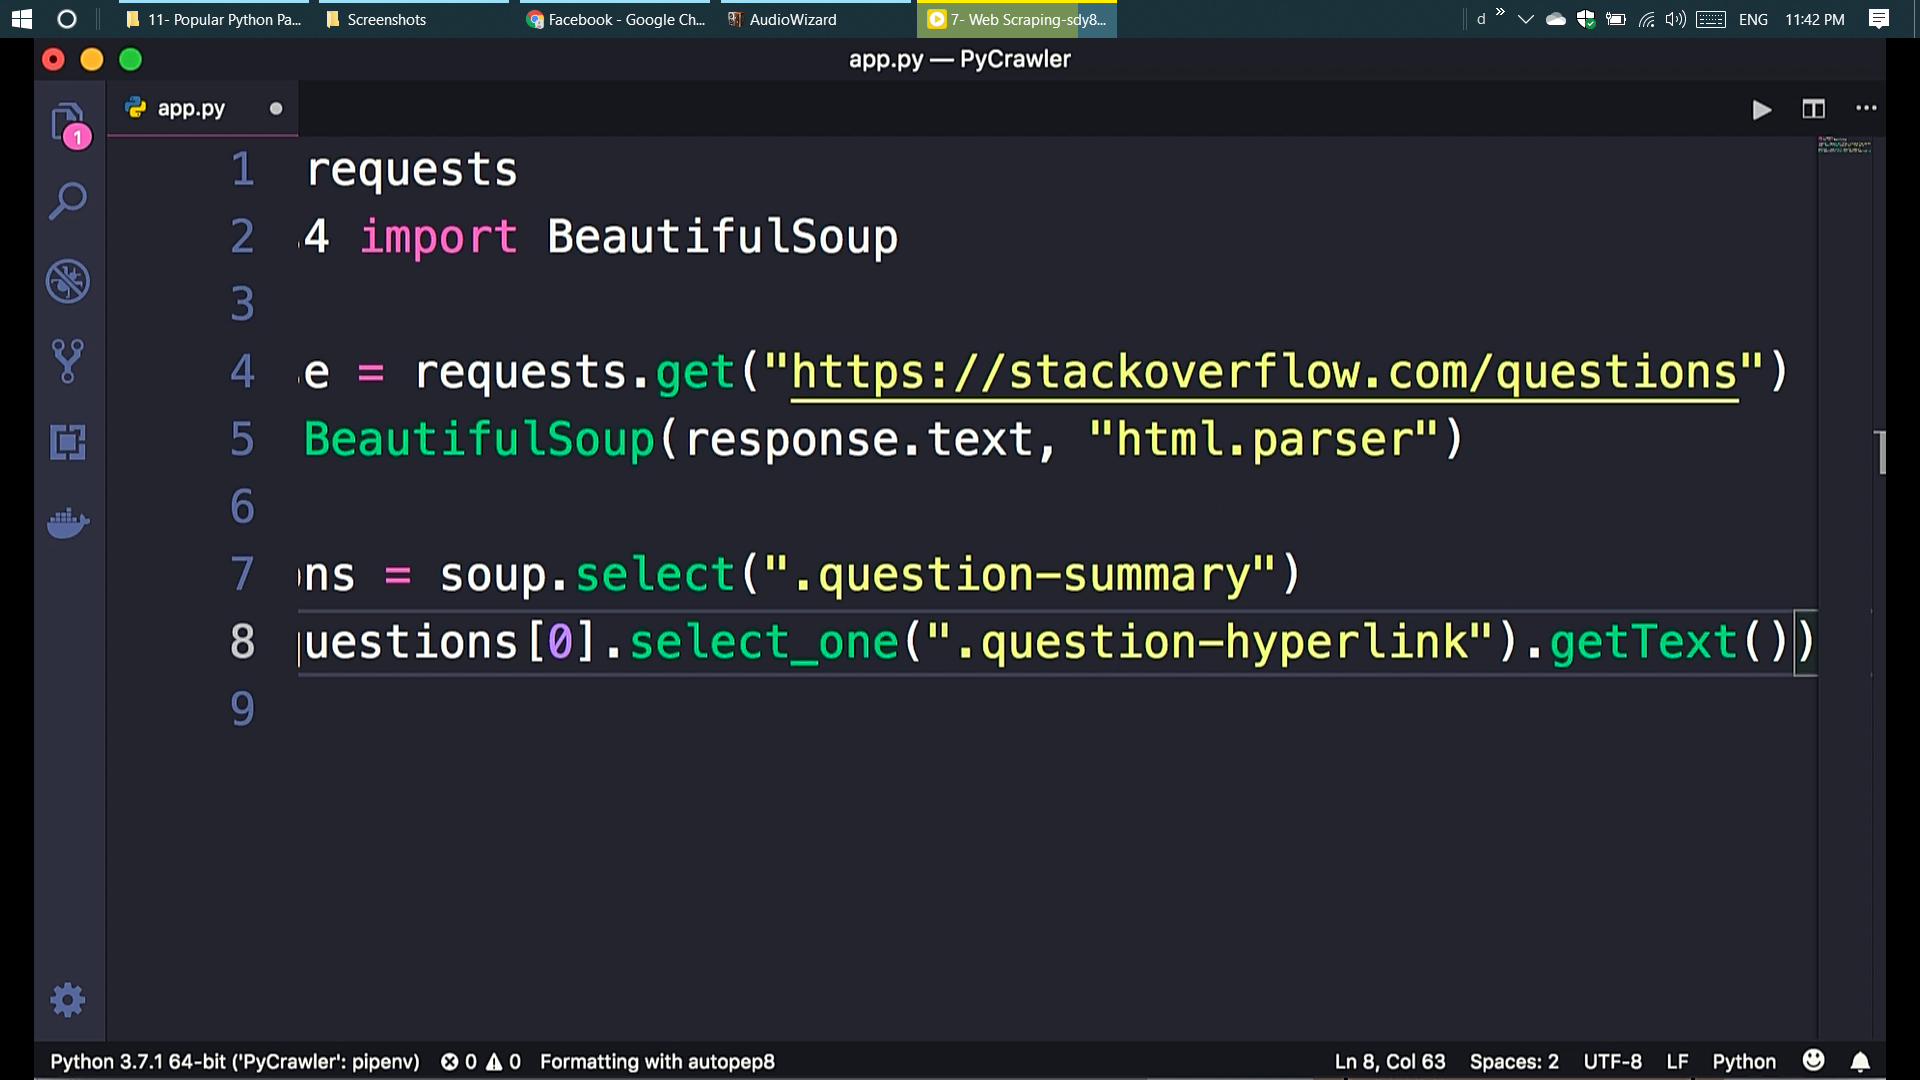 11- Popular Python Pa...
Screenshots
Facebook - Google Ch...
AudioWizard
7- Web Scraping-sdy8...
d » ENG 11:42 PM
app.py — PyCrawler
1
app.py
1 requests
2 4 import BeautifulSoup
3
4 e = requests.get("https://stackoverflow.com/questions")
5 BeautifulSoup(response.text, "html.parser")
6
7 ns = soup.select(".question-summary")
8 uestions[0].select_one(".question-hyperlink").getText())
9
Python 3.7.1 64-bit ('PyCrawler': pipenv) 0 0 Formatting with autopep8 Ln 8, Col 63 Spaces: 2 UTF-8 LF Python